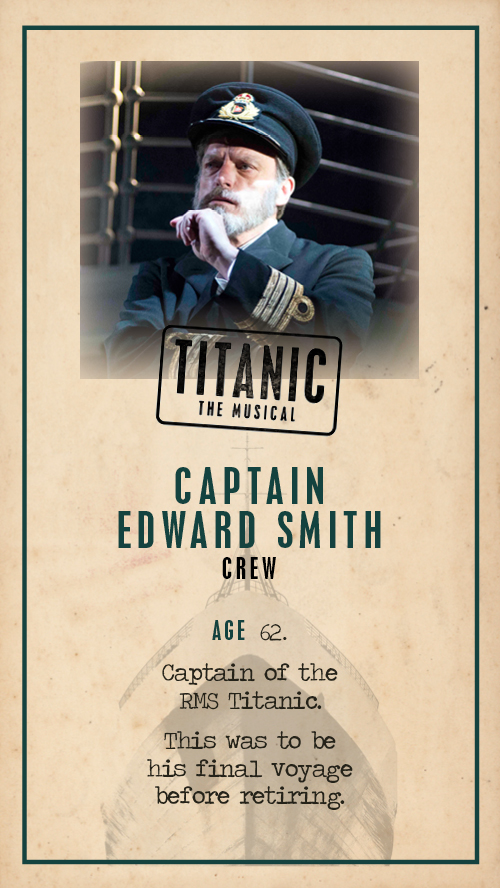 TITANIC
THE MUSICAL
CAPTAIN
EDWARD SMITH
CREW
AGE 62.
Captain of the
RMS Titanic.
This was to be
his final voyage
before retiring.